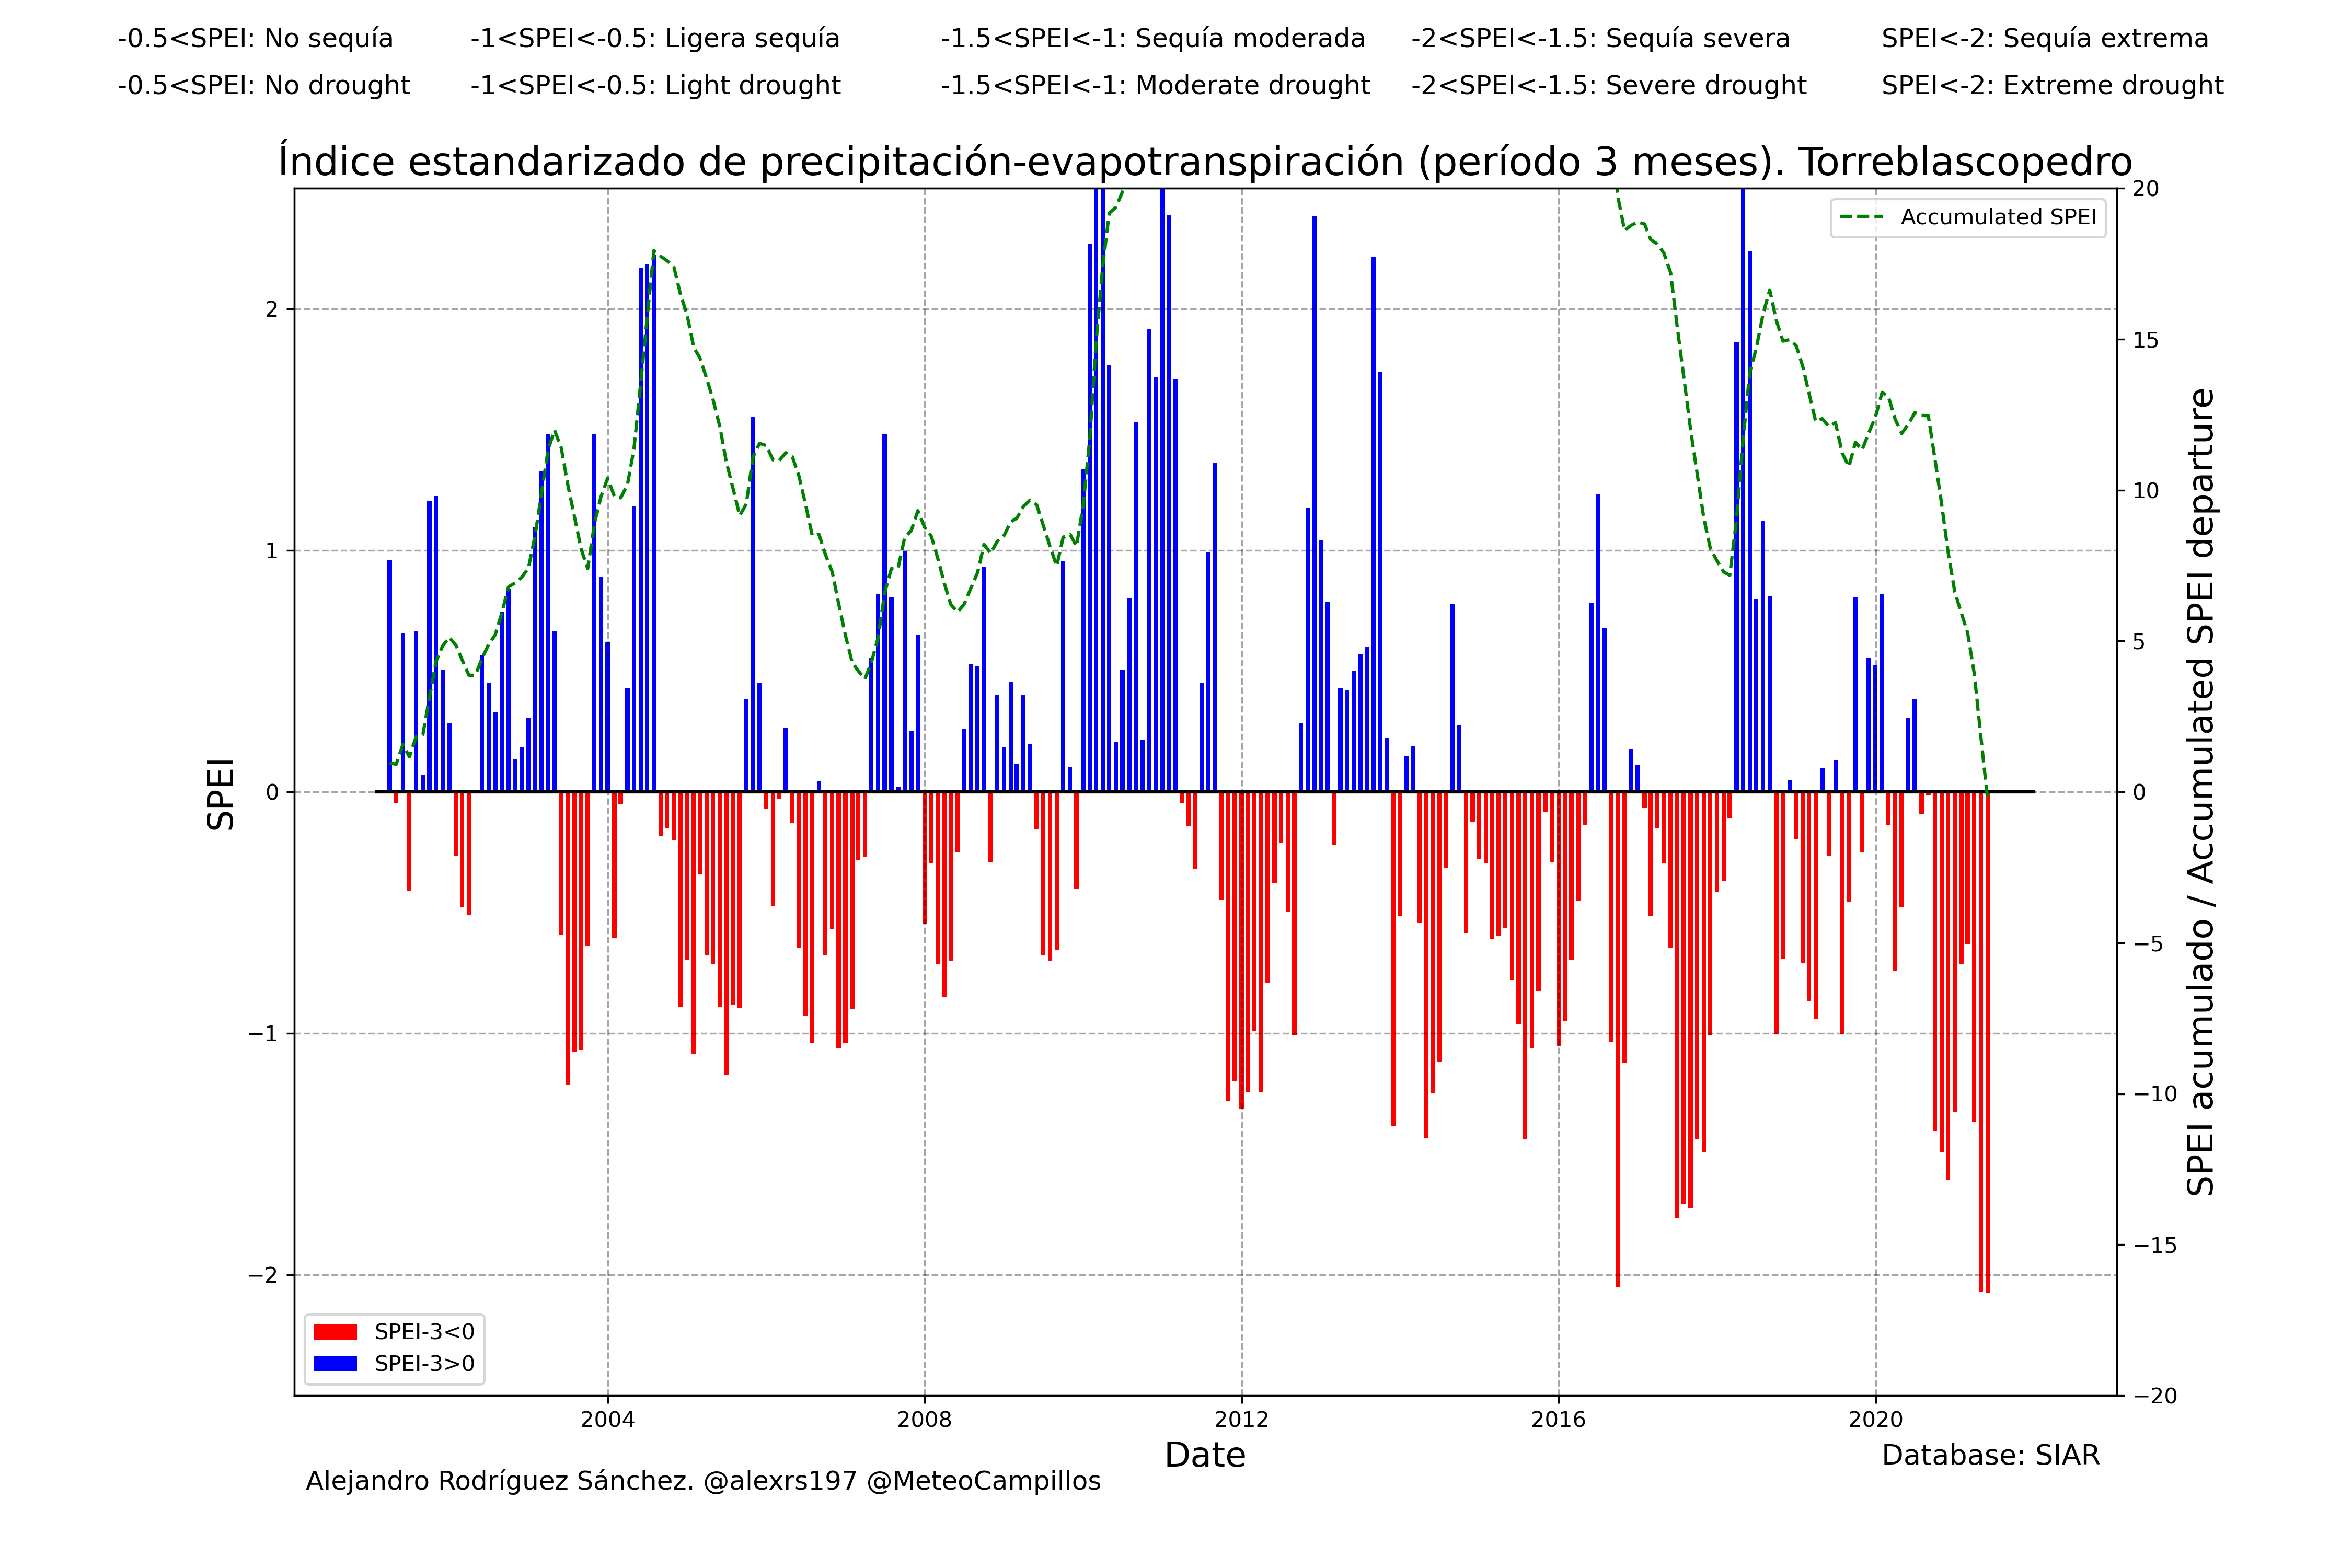 -0.5<SPEI: No sequía -1<SPEI<-0.5: Ligera sequía -1.5<SPEI<-1: Sequía moderada -2<SPEI<-1.5: Sequía severa SPEI<-2: Sequía extrema
-0.5<SPEI: No drought -1<SPEI<-0.5: Light drought -1.5<SPEI<-1: Moderate drought -2<SPEI<-1.5: Severe drought SPEI<-2: Extreme drought
Índice estandarizado de precipitación-evapotranspiración (período 3 meses). Torreblascopedro
Accumulated SPEI
SPEI
2
1
0
−1
−2
20
15
10
5
0
−5
−10
−15
−20
SPEI acumulado / Accumulated SPEI departure
SPEI-3<0
SPEI-3>0
2004 2008 2012 2016 2020
Date
Database: SIAR
Alejandro Rodríguez Sánchez. @alexrs197 @MeteoCampillos